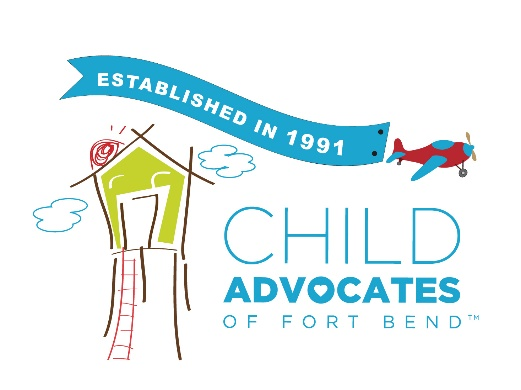 ESTABLISHED IN 1991
CHILD
ADVOCATES
OF FORT BEND™